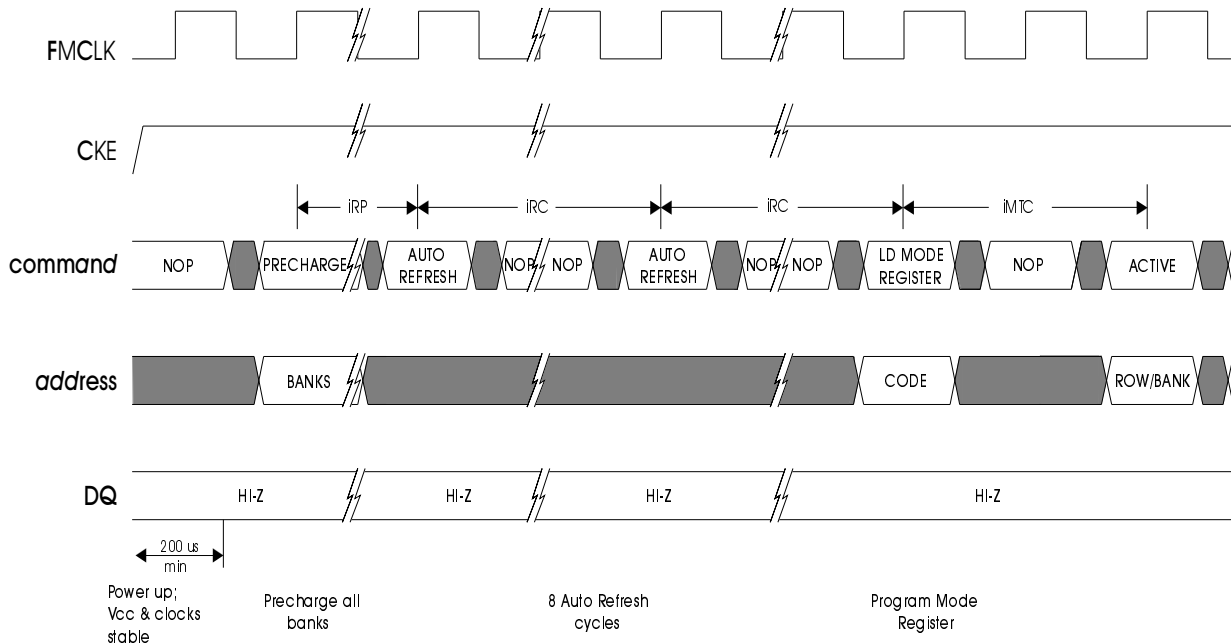 FMCLK
CKE
iRP
iRC
iRC
iMTC
command
NOP
PRECHARGE
AUTO
REFRESH
NOP
NOP
AUTO
REFRESH
NOP
NOP
LD MODE
REGISTER
NOP
ACTIVE
address
BANKS
CODE
ROW/BANK
DQ
HI-Z
HI-Z
HI-Z
HI-Z
200 us
min
Power up;
Vcc & clocks
stable
Precharge all
banks
8 Auto Refresh
cycles
Program Mode
Register